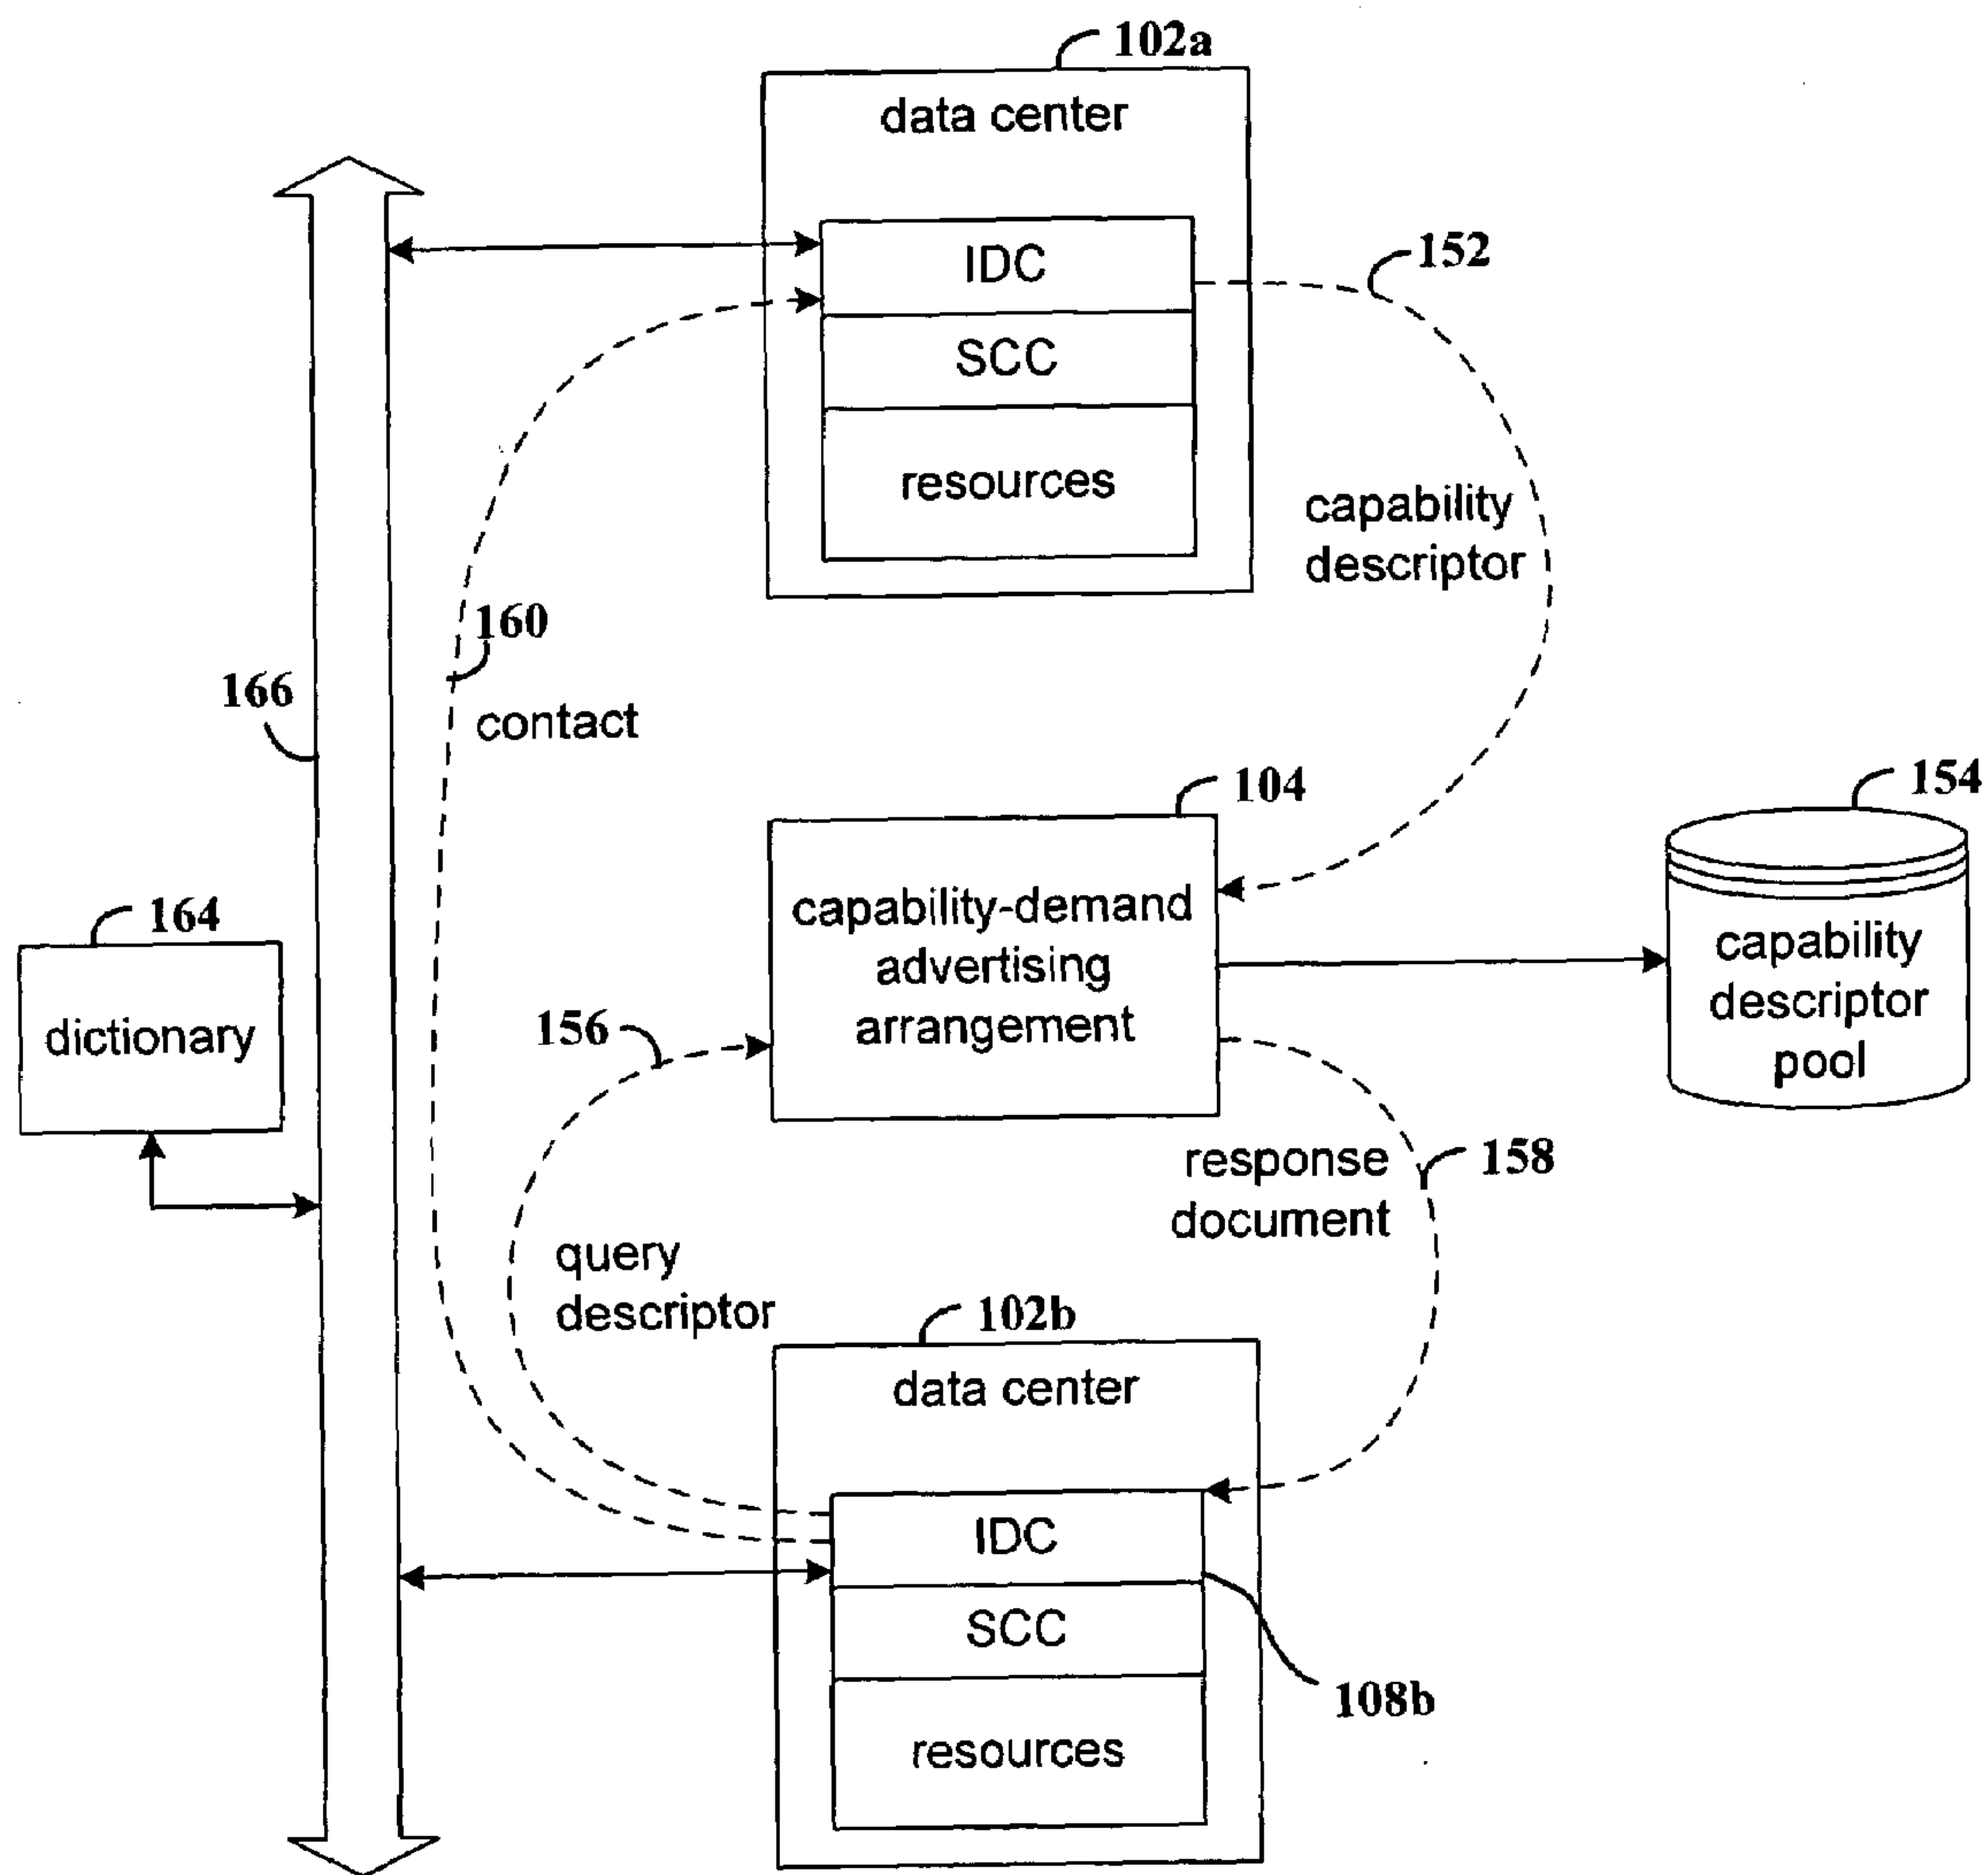 102a
data center
IDC
152
SCC
resources
capability
descriptor
160
166
contact
104
154
164
capability-demand
advertising
arrangement
capability
descriptor
pool
dictionary
156
response
document
158
query
descriptor
102b
data center
IDC
SCC
108b
resources